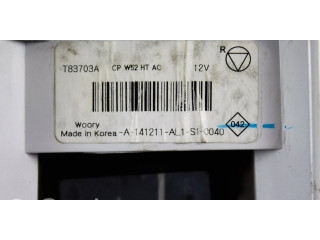 R
T83703A CP W52 HT AC 12V
Woory
Made in Korea -A-141211-AL1-S1-0040
042